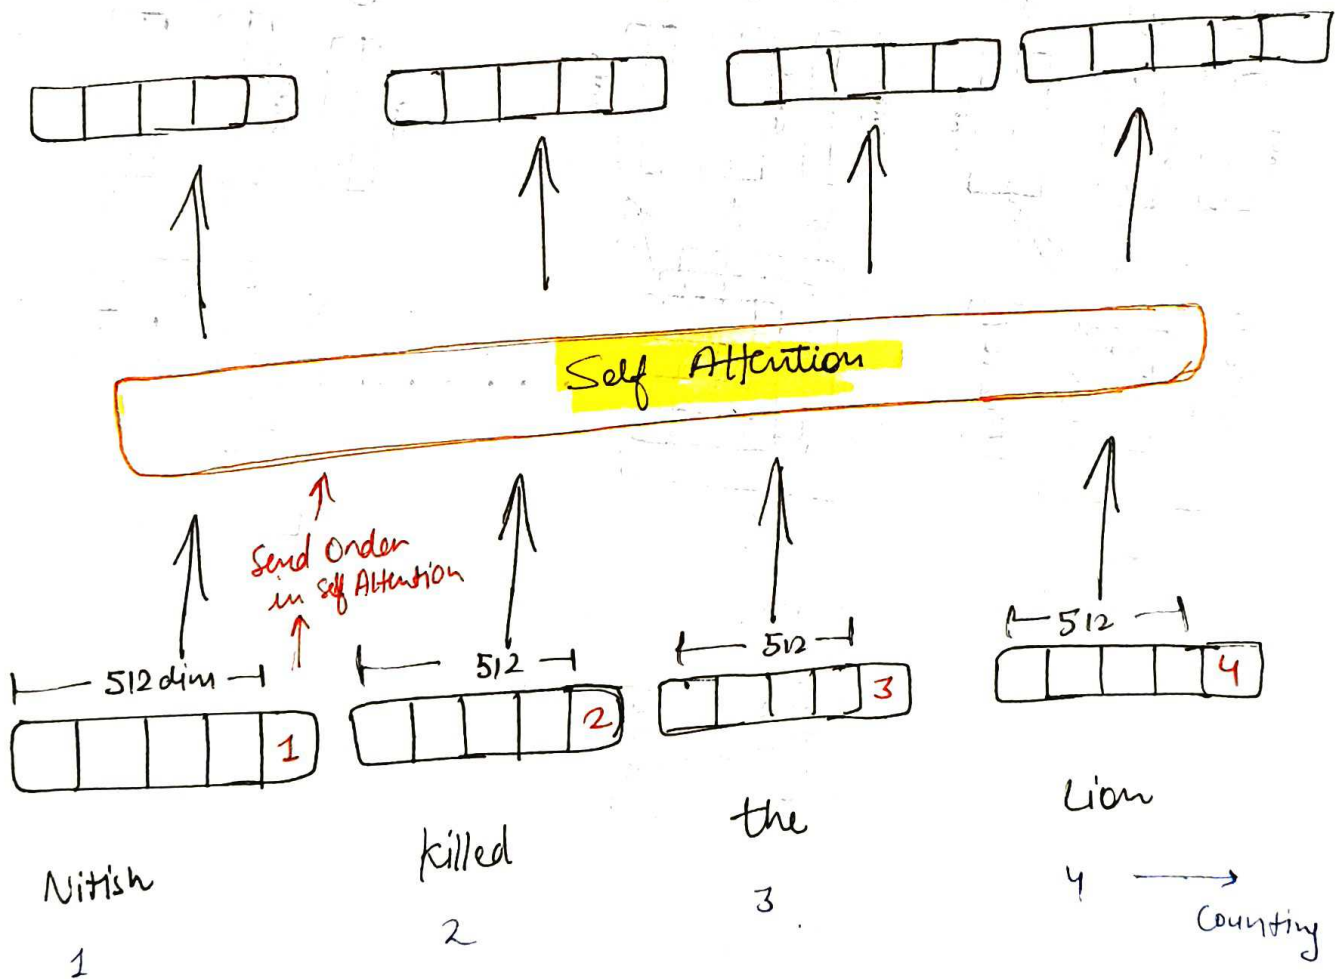 Self Attention
Send Order
in Self Attention
512 dim
512
512
512
1
2
3
4
Nitish
killed
the
Lion
1
2
3
4
Counting